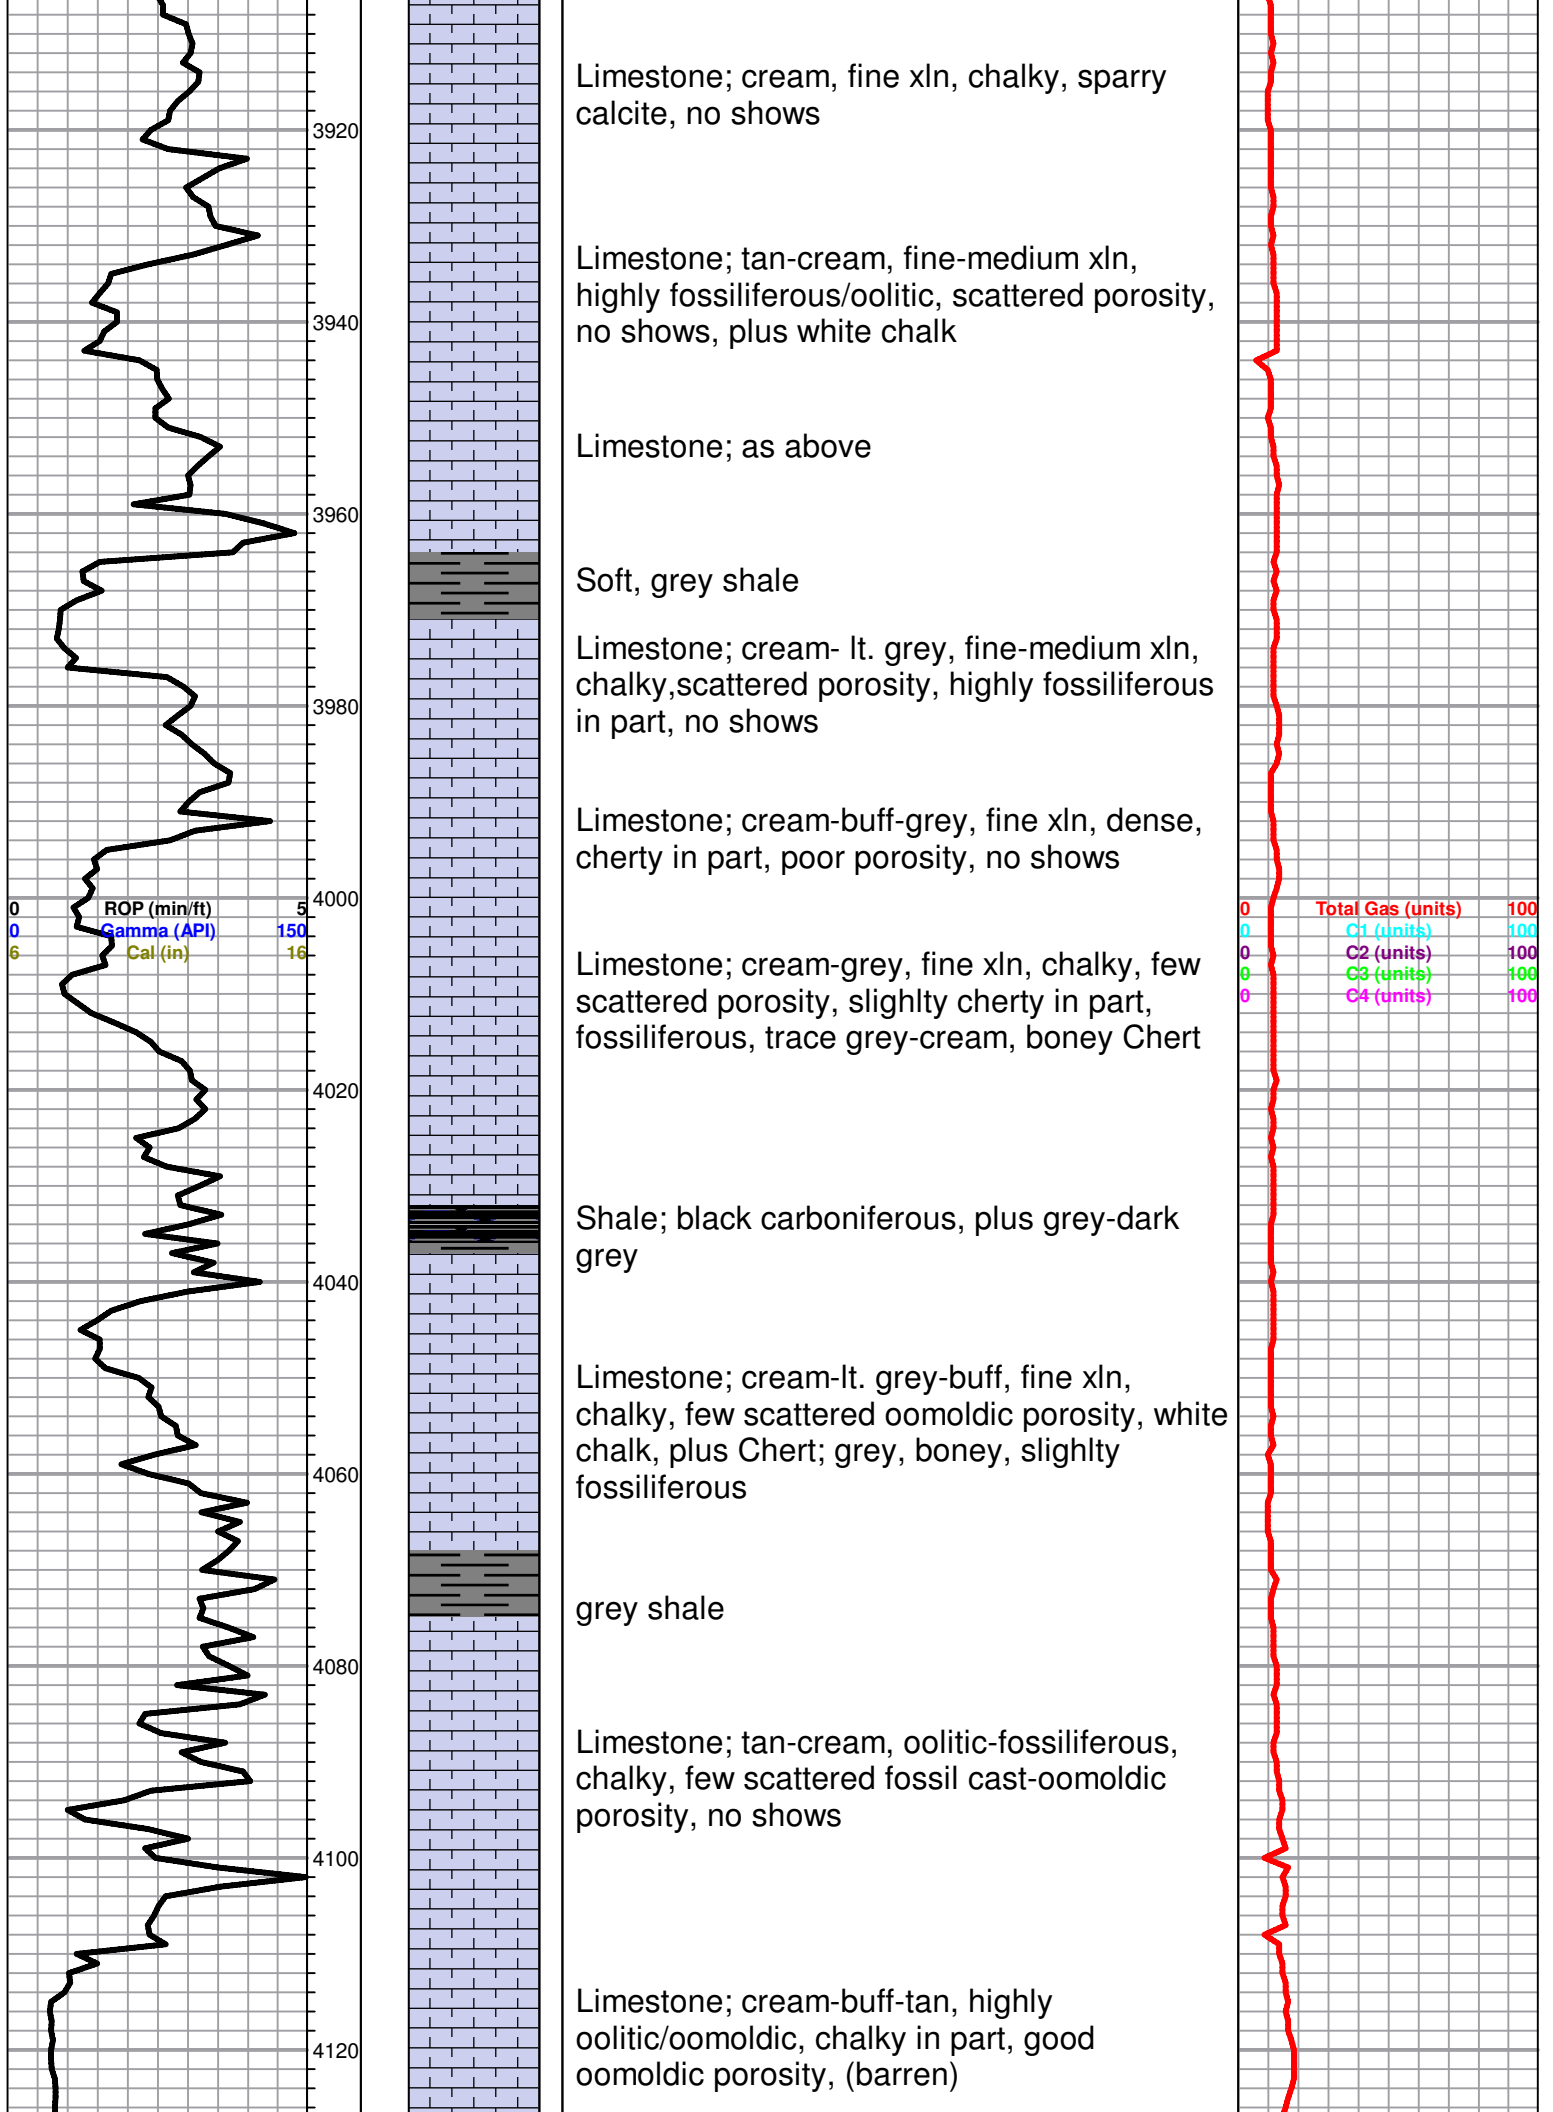 Limestone; cream, fine xln, chalky, sparry
calcite, no shows
3920
Limestone; tan-cream, fine-medium xln,
highly fossiliferous/oolitic, scattered porosity,
no shows, plus white chalk
3940
Limestone; as above
3960
Soft, grey shale
Limestone; cream- lt. grey, fine-medium xln,
chalky,scattered porosity, highly fossiliferous
in part, no shows
3980
Limestone; cream-buff-grey, fine xln, dense,
cherty in part, poor porosity, no shows
4000
0 ROP (min/ft) 5
0 Gamma (API) 150
6 Cal (in) 16
0 Total Gas (units) 100
0 C1 (units) 100
0 C2 (units) 100
0 C3 (units) 100
0 C4 (units) 100
Limestone; cream-grey, fine xln, chalky, few
scattered porosity, slighlty cherty in part,
fossiliferous, trace grey-cream, boney Chert
4020
Shale; black carboniferous, plus grey-dark
grey
4040
Limestone; cream-lt. grey-buff, fine xln,
chalky, few scattered oomoldic porosity, white
chalk, plus Chert; grey, boney, slighlty
fossiliferous
4060
grey shale
4080
Limestone; tan-cream, oolitic-fossiliferous,
chalky, few scattered fossil cast-oomoldic
porosity, no shows
4100
Limestone; cream-buff-tan, highly
oolitic/oomoldic, chalky in part, good
oomoldic porosity, (barren)
4120